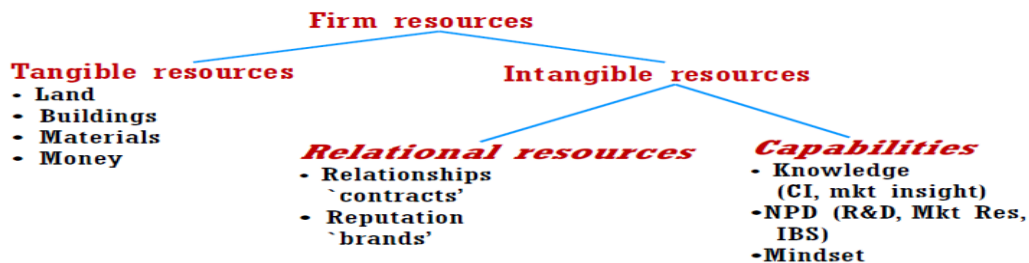 Firm resources
Tangible resources
• Land
• Buildings
• Materials
• Money
Intangible resources
Relational resources
• Relationships
`contracts’
• Reputation
`brands’
Capabilities
• Knowledge
(CI, mkt insight)
•NPD (R&D, Mkt Res,
IBS)
•Mindset